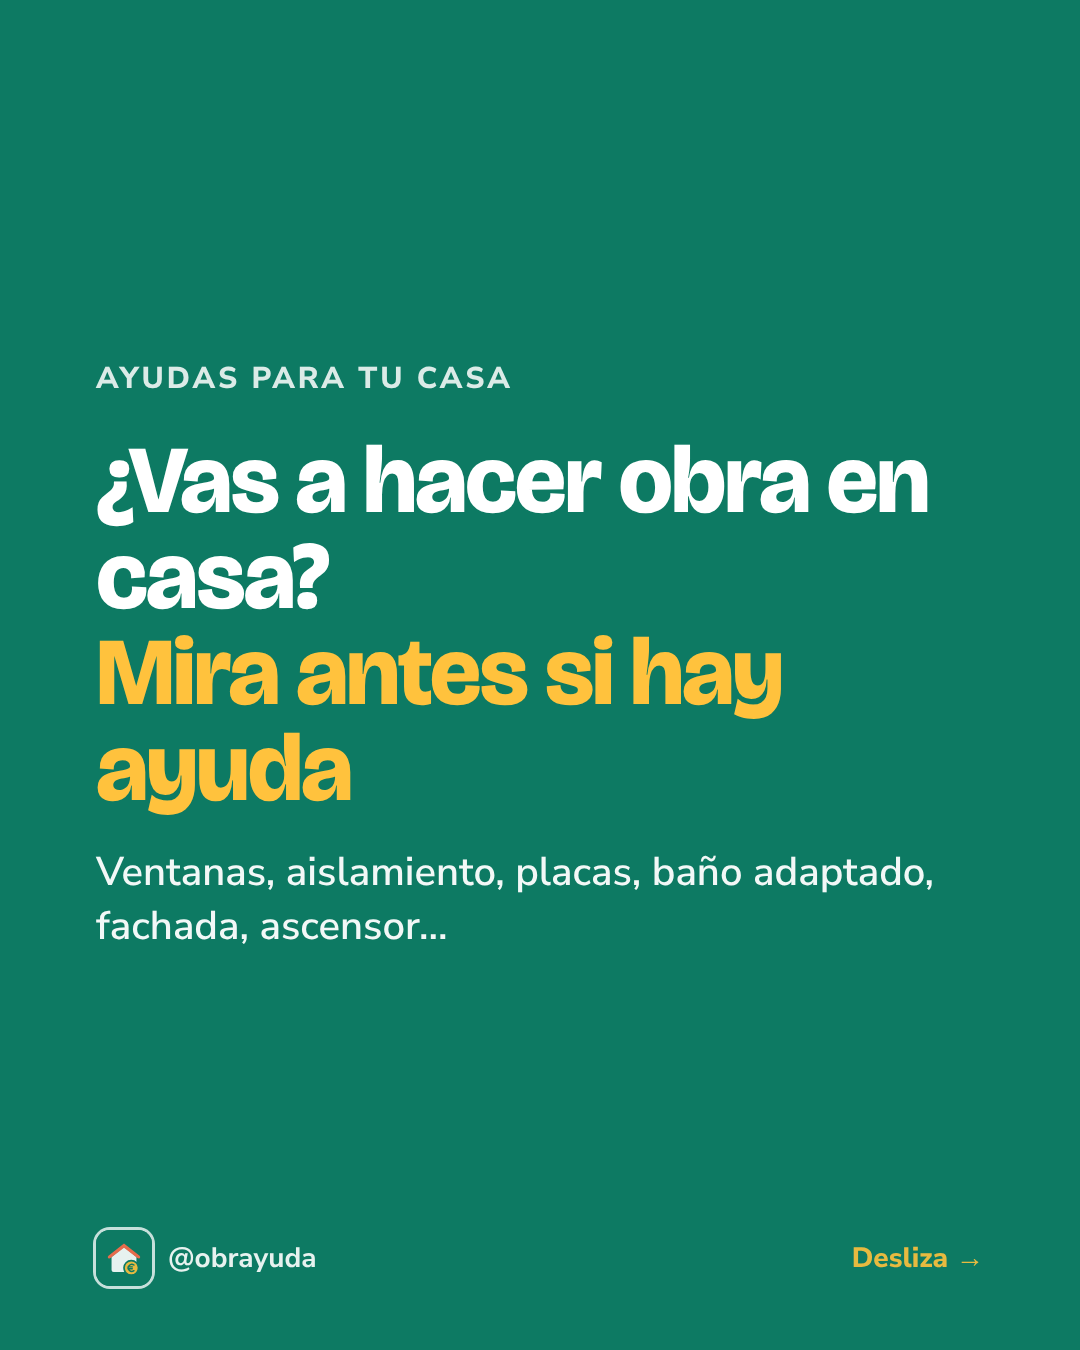 AYUDAS PARA TU CASA
¿Vas a hacer obra en
casa?
Mira antes si hay
ayuda
Ventanas, aislamiento, placas, baño adaptado,
fachada, ascensor...
@obrayuda
Desliza →